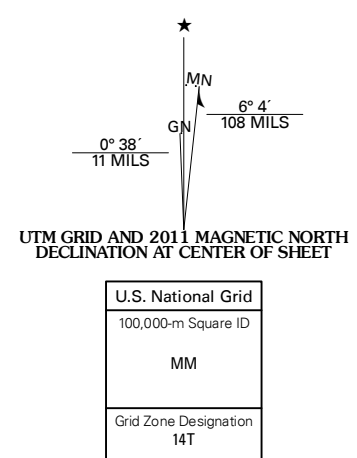 ★
MN
GN
6° 4´
108 MILS
0° 38´
11 MILS
UTM GRID AND 2011 MAGNETIC NORTH
DECLINATION AT CENTER OF SHEET
U.S. National Grid
100,000-m Square ID
MM
Grid Zone Designation
14T